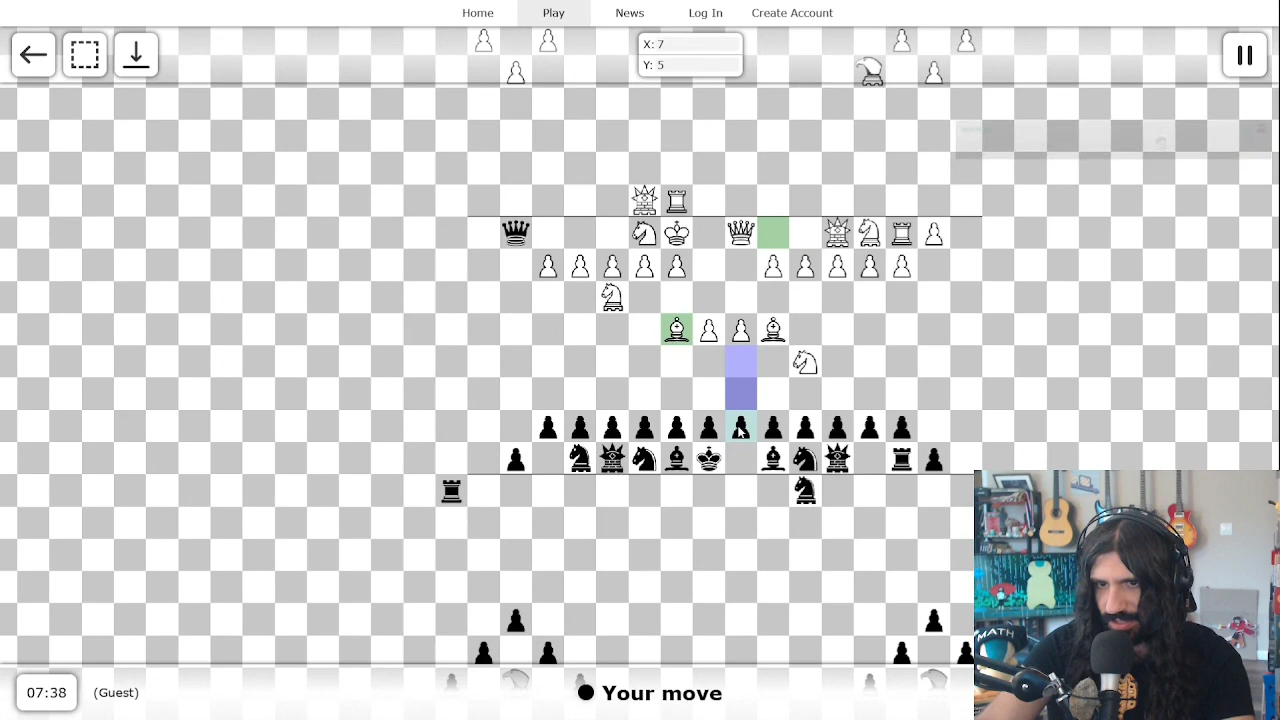 Home
Play
News
Log In
Create Account
X: 7
Y: 5
07:38
(Guest)
Your move
MATH